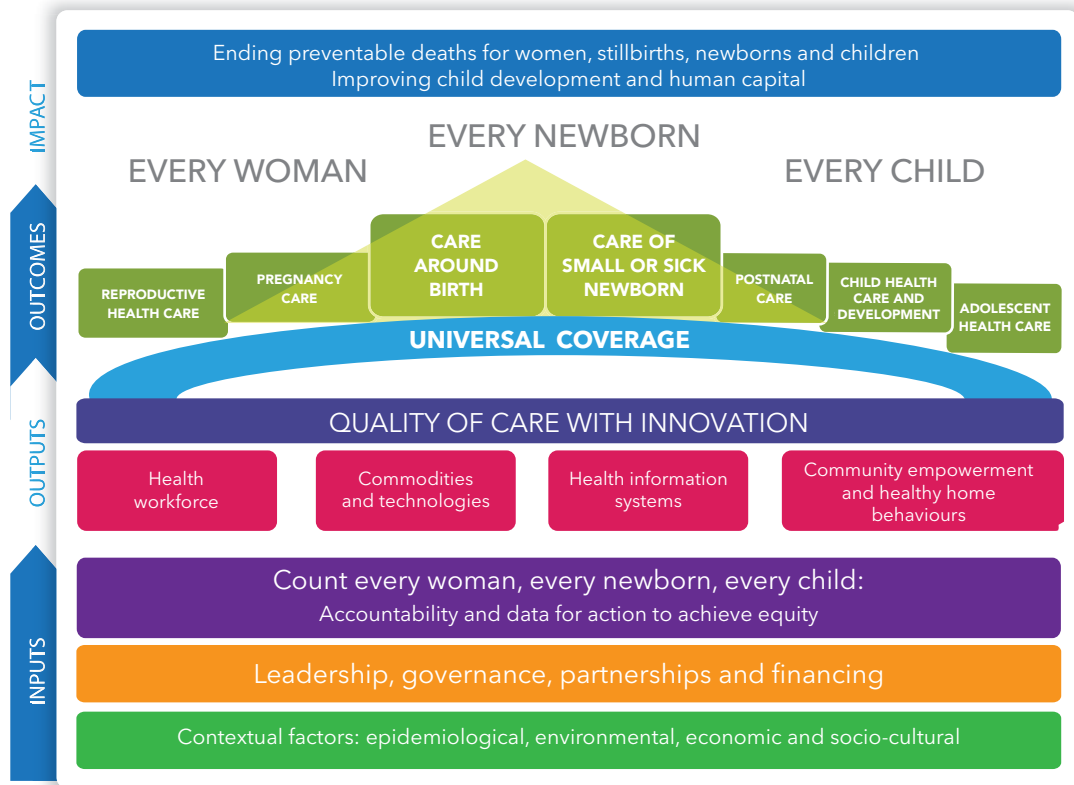 Ending preventable deaths for women, stillbirths, newborns and children
Improving child development and human capital
IMPACT
EVERY NEWBORN
EVERY WOMAN
EVERY CHILD
OUTCOMES
REPRODUCTIVE
HEALTH CARE
PREGNANCY
CARE
CARE
AROUND
BIRTH
CARE OF
SMALL OR SICK
NEWBORN
POSTNATAL
CARE
CHILD HEALTH
CARE AND
DEVELOPMENT
ADOLESCENT
HEALTH CARE
UNIVERSAL COVERAGE
OUTPUTS
QUALITY OF CARE WITH INNOVATION
Health
workforce
Commodities
and technologies
Health information
systems
Community empowerment
and healthy home
behaviours
INPUTS
Count every woman, every newborn, every child:
Accountability and data for action to achieve equity
Leadership, governance, partnerships and financing
Contextual factors: epidemiological, environmental, economic and socio-cultural